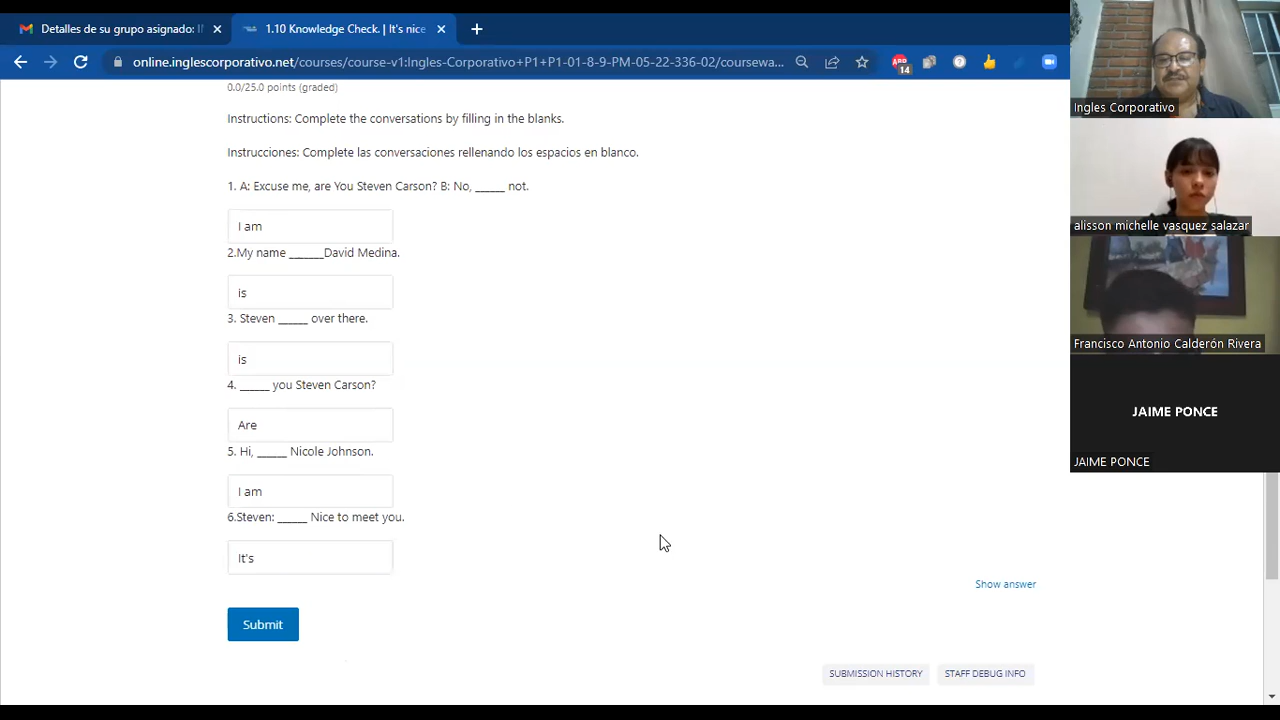 Detalles de su grupo asignado: I!
1.10 Knowledge Check. | It's nice
online.inglescorporativo.net/courses/course-v1:Ingles-Corporativo+P1+P1-01-8-9-PM-05-22-336-02/coursewa...
14
0.0/25.0 points (graded)
Instructions: Complete the conversations by filling in the blanks.
Instrucciones: Complete las conversaciones rellenando los espacios en blanco.
1. A: Excuse me, are You Steven Carson? B: No, _____ not.
I am
2.My name ______David Medina.
is
3. Steven _____ over there.
is
4. _____ you Steven Carson?
Are
5. Hi, _____ Nicole Johnson.
I am
6.Steven: _____ Nice to meet you.
It's
Show answer
Submit
SUBMISSION HISTORY
STAFF DEBUG INFO
Ingles Corporativo
alisson michelle vasquez salazar
Francisco Antonio Calderón Rivera
JAIME PONCE
JAIME PONCE